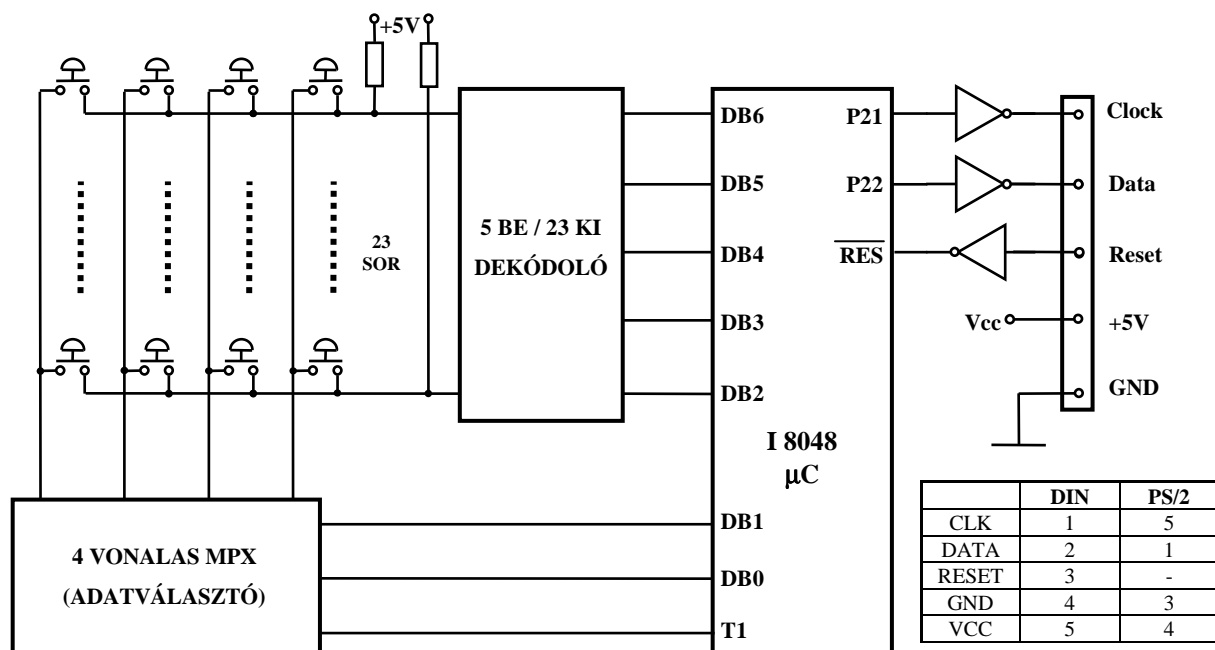 +5V
23
SOR
5 BE / 23 KI
DEKÓDOLÓ
DB6
DB5
DB4
DB3
DB2
DB1
DB0
T1
P21
P22
RES
I 8048
μC
Clock
Data
Reset
Vcc
+5V
GND
4 VONALAS MPX
(ADATVÁLASZTÓ)
DIN PS/2
CLK 1 5
DATA 2 1
RESET 3 -
GND 4 3
VCC 5 4